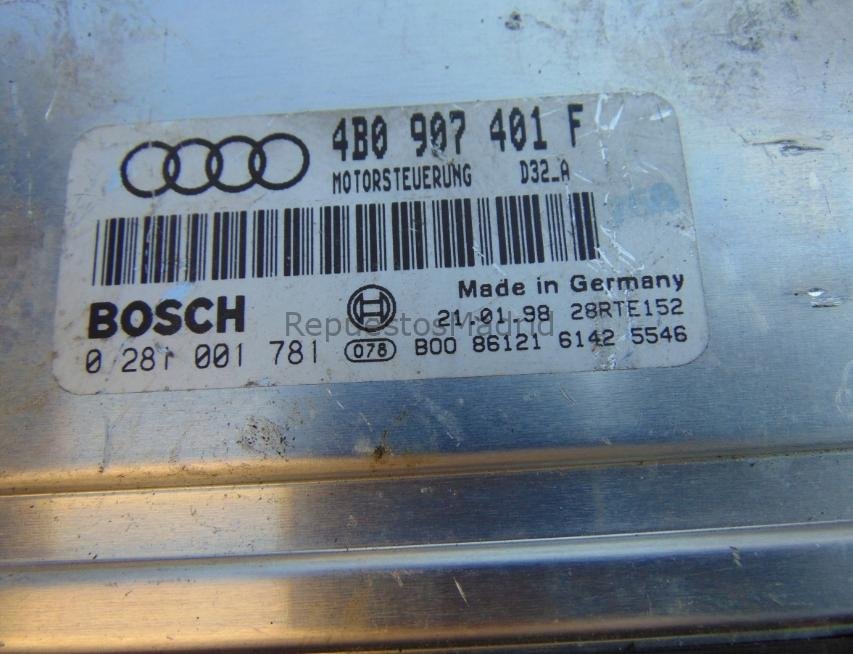 4B0 907 401 F
MOTORSTEUERUNG D32_A
Made in Germany
BOSCH 21.01.98 28RTE152
RepuestosMadrid
0 281 001 781 078 B00 86121 6142 5546